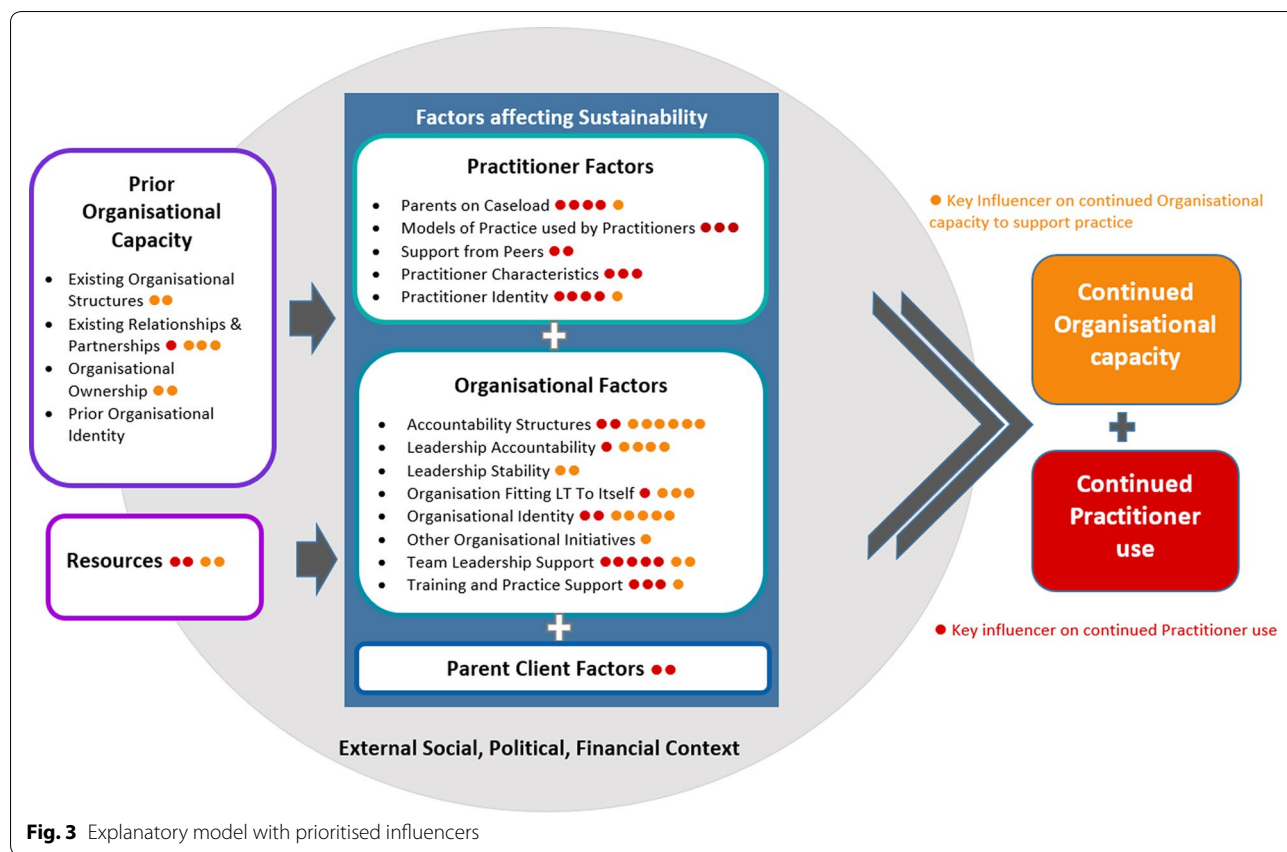 Prior
Organisational
Capacity
• Existing Organisational
Structures
• Existing Relationships &
Partnerships
• Organisational
Ownership
• Prior Organisational
Identity
Resources
Factors affecting Sustainability
Practitioner Factors
• Parents on Caseload
• Models of Practice used by Practitioners
• Support from Peers
• Practitioner Characteristics
• Practitioner Identity
+
Organisational Factors
• Accountability Structures
• Leadership Accountability
• Leadership Stability
• Organisation Fitting LT To Itself
• Organisational Identity
• Other Organisational Initiatives
• Team Leadership Support
• Training and Practice Support
+
Parent Client Factors
External Social, Political, Financial Context
Key Influencer on continued Organisational
capacity to support practice
Continued
Organisational
capacity
+
Continued
Practitioner
use
Key influencer on continued Practitioner use
Fig. 3 Explanatory model with prioritised influencers